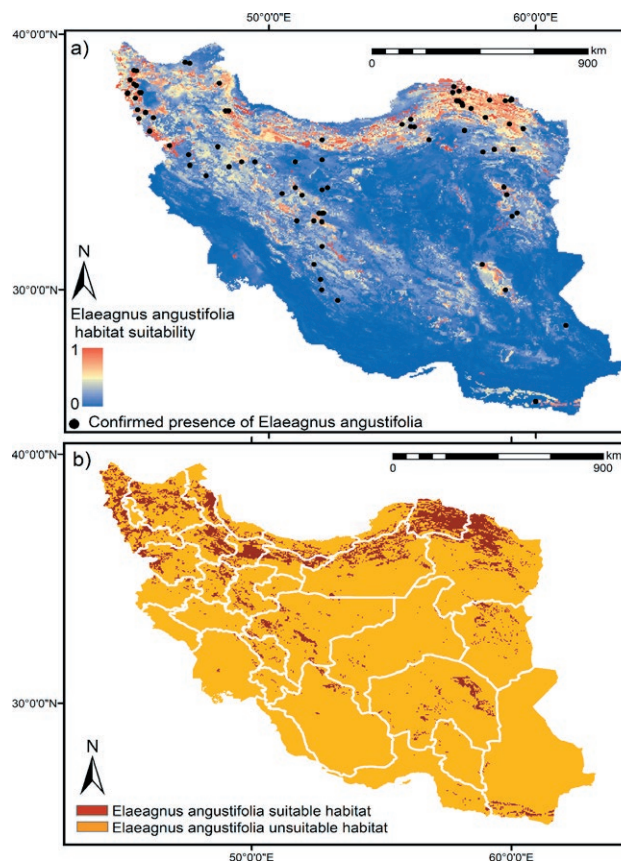 50°0'0"E 60°0'0"E
40°0'0"N
a)
km
0 900
N
30°0'0"N
Elaeagnus angustifolia
habitat suitability
1
0
Confirmed presence of Elaeagnus angustifolia
40°0'0"N
b)
km
0 900
30°0'0"N
N
Elaeagnus angustifolia suitable habitat
Elaeagnus angustifolia unsuitable habitat
50°0'0"E 60°0'0"E